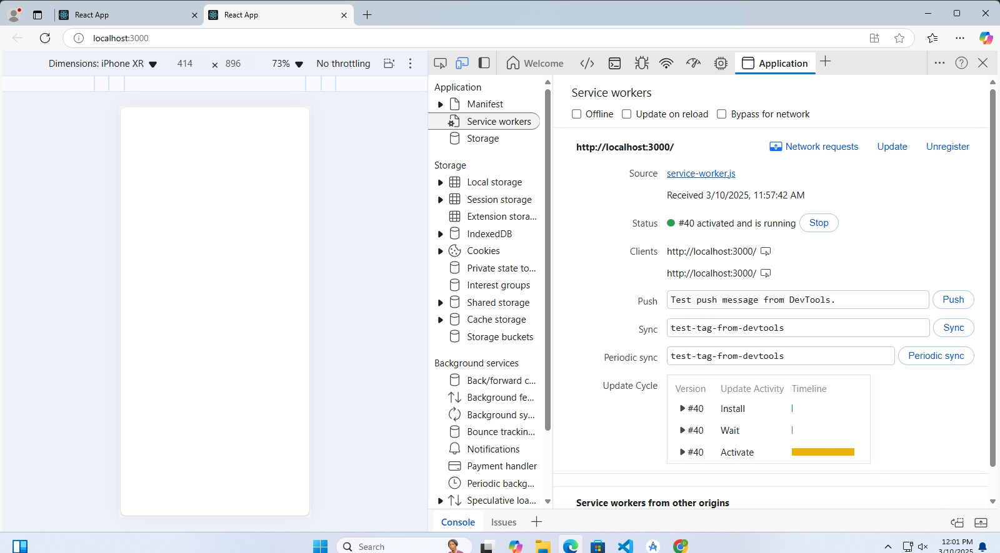 React App
React App
localhost:3000
Dimensions: iPhone XR
414
×
896
73%
No throttling
Welcome
Application
Application
Manifest
Service workers
Storage
Storage
Local storage
Session storage
Extension stora...
IndexedDB
Cookies
Private state to...
Interest groups
Shared storage
Cache storage
Storage buckets
Background services
Back/forward c...
Background fe...
Background sy...
Bounce trackin...
Notifications
Payment handler
Periodic backg...
Speculative loa...
Service workers
Offline
Update on reload
Bypass for network
http://localhost:3000/
Network requests
Update
Unregister
Source
service-worker.js
Received 3/10/2025, 11:57:42 AM
Status
#40 activated and is running
Stop
Clients
http://localhost:3000/
http://localhost:3000/
Push
Test push message from DevTools.
Push
Sync
test-tag-from-devtools
Sync
Periodic sync
test-tag-from-devtools
Periodic sync
Update Cycle
Version
Update Activity
Timeline
#40
Install
#40
Wait
#40
Activate
Service workers from other origins
Console
Issues
Search
12:01 PM
3/10/2025